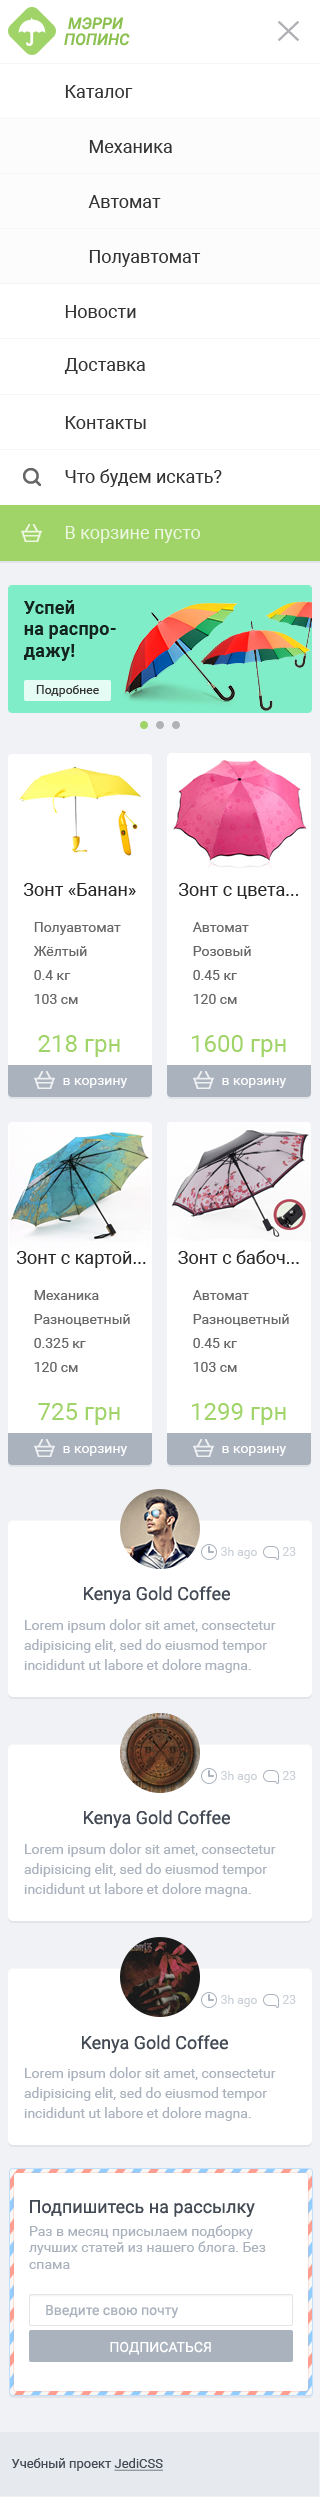 МЭРРИ
ПОПИНС
Каталог
Механика
Автомат
Полуавтомат
Новости
Доставка
Контакты
Что будем искать?
В корзине пусто
Успей
на распро-
дажу!
Подробнее
Зонт «Банан»
Полуавтомат
Жёлтый
0.4 кг
103 см
218 грн
в корзину
Зонт с цвета...
Автомат
Розовый
0.45 кг
120 см
1600 грн
в корзину
Зонт с картой...
Механика
Разноцветный
0.325 кг
120 см
725 грн
в корзину
Зонт с бабоч...
Автомат
Разноцветный
0.45 кг
103 см
1299 грн
в корзину
3h ago 23
Kenya Gold Coffee
Lorem ipsum dolor sit amet, consectetur
adipisicing elit, sed do eiusmod tempor
incididunt ut labore et dolore magna.
3h ago 23
Kenya Gold Coffee
Lorem ipsum dolor sit amet, consectetur
adipisicing elit, sed do eiusmod tempor
incididunt ut labore et dolore magna.
3h ago 23
Kenya Gold Coffee
Lorem ipsum dolor sit amet, consectetur
adipisicing elit, sed do eiusmod tempor
incididunt ut labore et dolore magna.
Подпишитесь на рассылку
Раз в месяц присылаем подборку
лучших статей из нашего блога. Без
спама
Введите свою почту
ПОДПИСАТЬСЯ
Учебный проект JediCSS